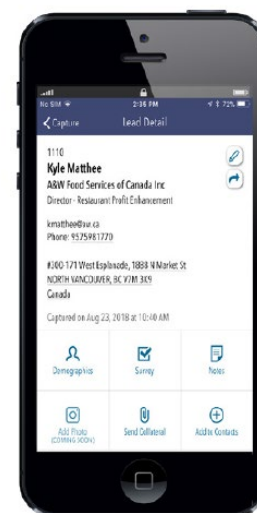 No SIM 2:36 PM 72%
Capture Lead Detail
1110
Kyle Matthee
A&W Food Services of Canada Inc
Director - Restaurant Profit Enhancement
kmatthee@aw.ca
Phone: 9375981770
#300-171 West Esplanade, 1888 N Market St
NORTH VANCOUVER, BC V7M 3K9
Canada
Captured on Aug 23, 2018 at 10:40 AM
Demographics Survey Notes
Add Photo Send Collateral Add to Contacts
(COMING SOON)